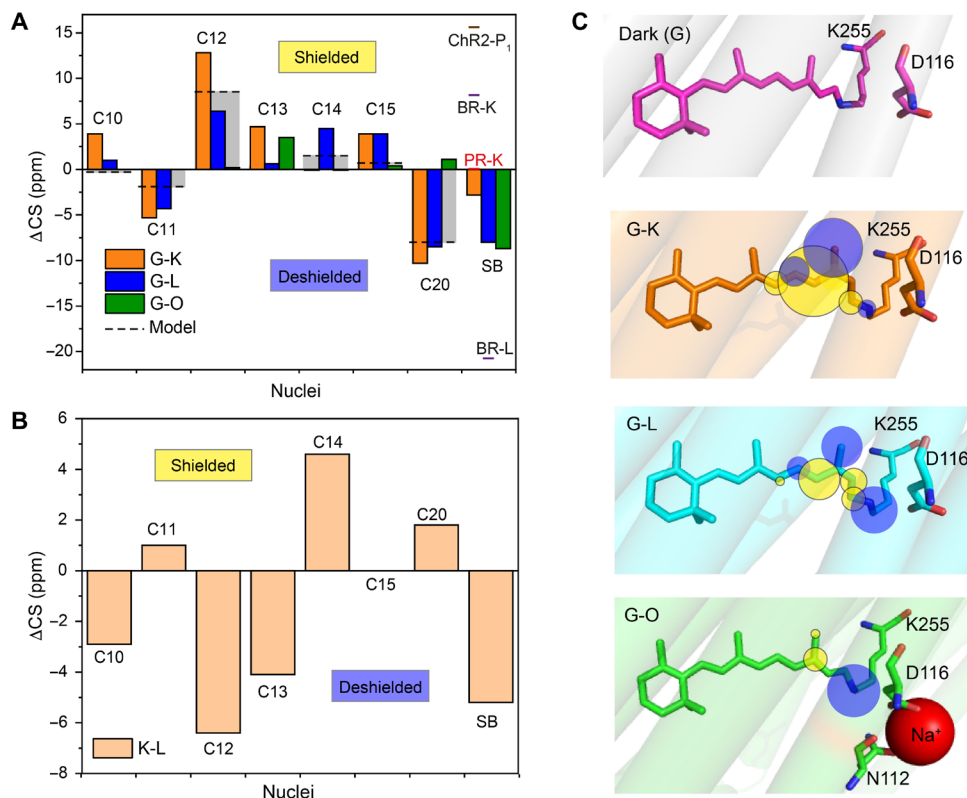 A
ΔCS (ppm)
15
10
5
0
−5
−10
−15
−20
C10
C11
C12
C13
C14
C15
C20
SB
Shielded
Deshielded
ChR2-P1
BR-K
PR-K
BR-L
G-K
G-L
G-O
Model
Nuclei
B
ΔCS (ppm)
6
4
2
0
−2
−4
−6
−8
Shielded
Deshielded
C10
C11
C12
C13
C14
C15
C20
SB
K-L
Nuclei
C
Dark (G)
K255
D116
G-K
K255
D116
G-L
K255
D116
G-O
K255
D116
Na+
N112